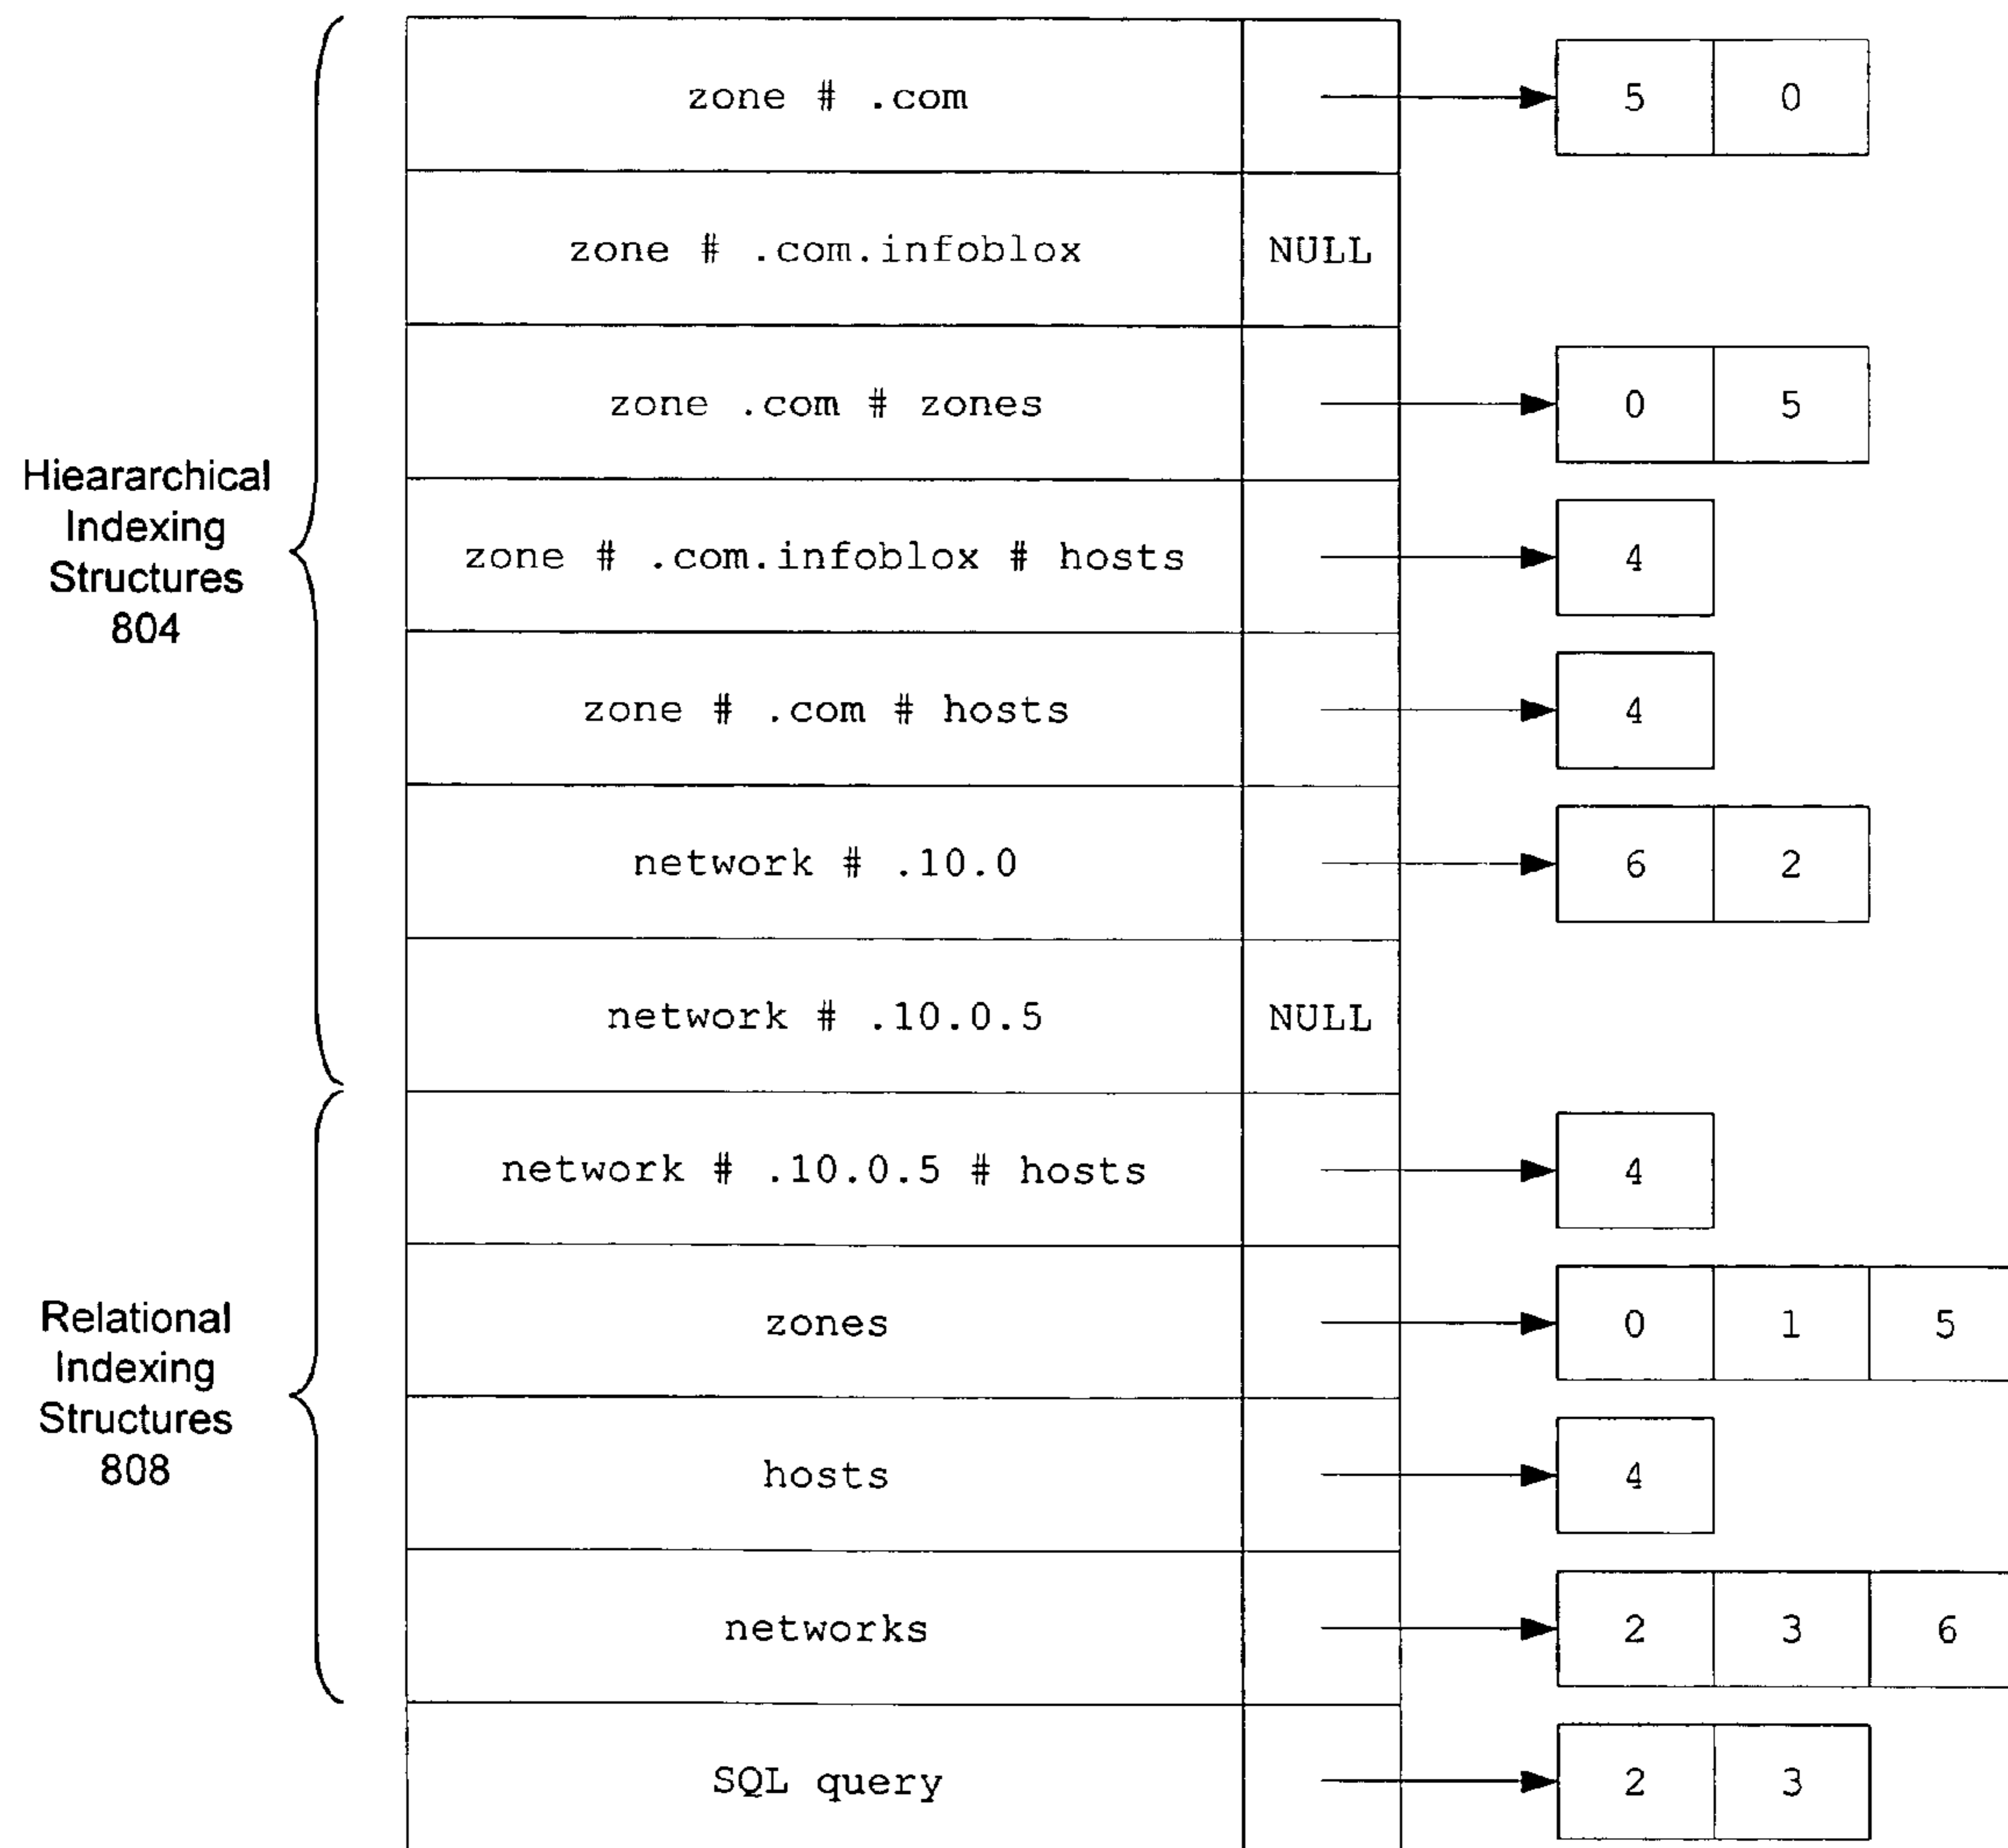 zone # .com 5 0
zone # .com.infoblox NULL
zone .com # zones 0 5
Hieararchical
Indexing
Structures
804
zone # .com.infoblox # hosts 4
zone # .com # hosts 4
network # .10.0 6 2
network # .10.0.5 NULL
network # .10.0.5 # hosts 4
Relational
Indexing
Structures
808
zones 0 1 5
hosts 4
networks 2 3 6
SQL query 2 3